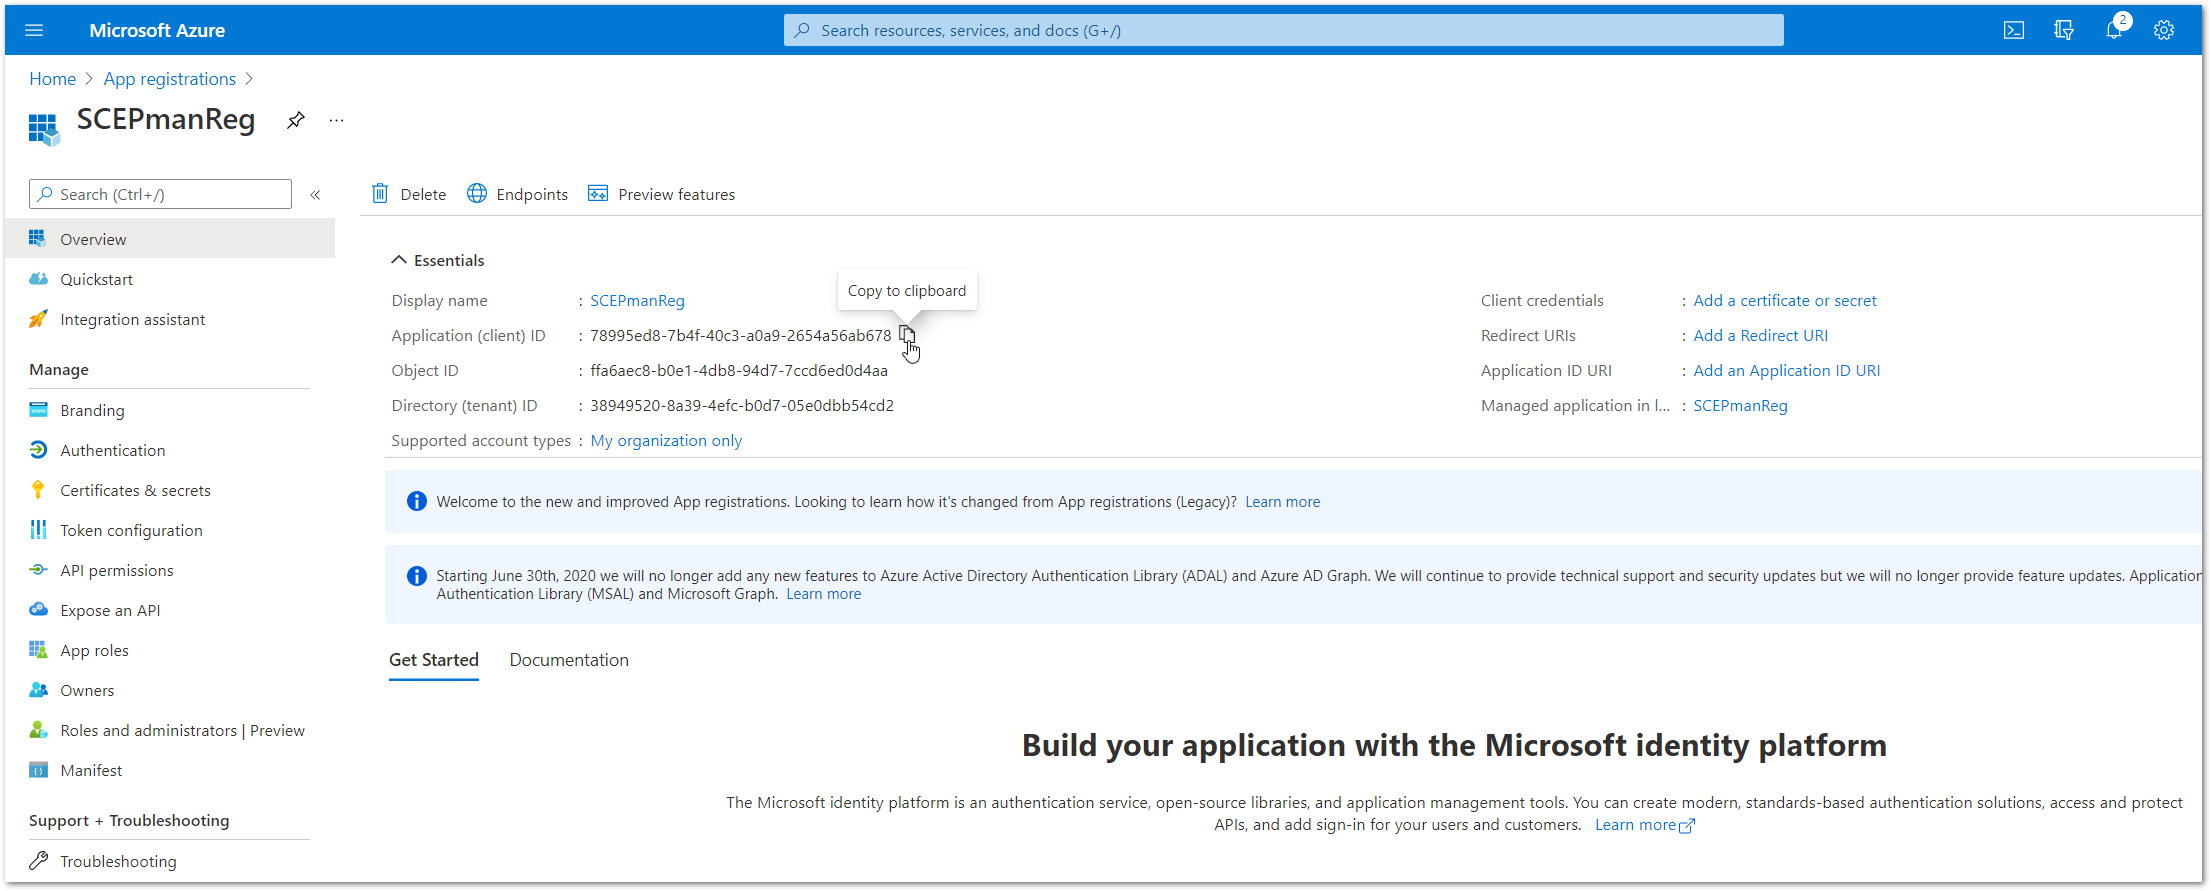 Microsoft Azure
Search resources, services, and docs (G+/)
2
Home > App registrations >
SCEPmanReg
...
Search (Ctrl+/)
«
Delete
Endpoints
Preview features
Overview
Quickstart
Integration assistant
Manage
Branding
Authentication
Certificates & secrets
Token configuration
API permissions
Expose an API
App roles
Owners
Roles and administrators | Preview
Manifest
Support + Troubleshooting
Troubleshooting
Essentials
Copy to clipboard
Display name : SCEPmanReg
Application (client) ID : 78995ed8-7b4f-40c3-a0a9-2654a56ab678
Object ID : ffa6aec8-b0e1-4db8-94d7-7ccd6ed0d4aa
Directory (tenant) ID : 38949520-8a39-4efc-b0d7-05e0dbb54cd2
Supported account types : My organization only
Client credentials : Add a certificate or secret
Redirect URIs : Add a Redirect URI
Application ID URI : Add an Application ID URI
Managed application in l... : SCEPmanReg
Welcome to the new and improved App registrations. Looking to learn how it's changed from App registrations (Legacy)? Learn more
Starting June 30th, 2020 we will no longer add any new features to Azure Active Directory Authentication Library (ADAL) and Azure AD Graph. We will continue to provide technical support and security updates but we will no longer provide feature updates. Application
Authentication Library (MSAL) and Microsoft Graph. Learn more
Get Started
Documentation
Build your application with the Microsoft identity platform
The Microsoft identity platform is an authentication service, open-source libraries, and application management tools. You can create modern, standards-based authentication solutions, access and protect
APIs, and add sign-in for your users and customers. Learn more